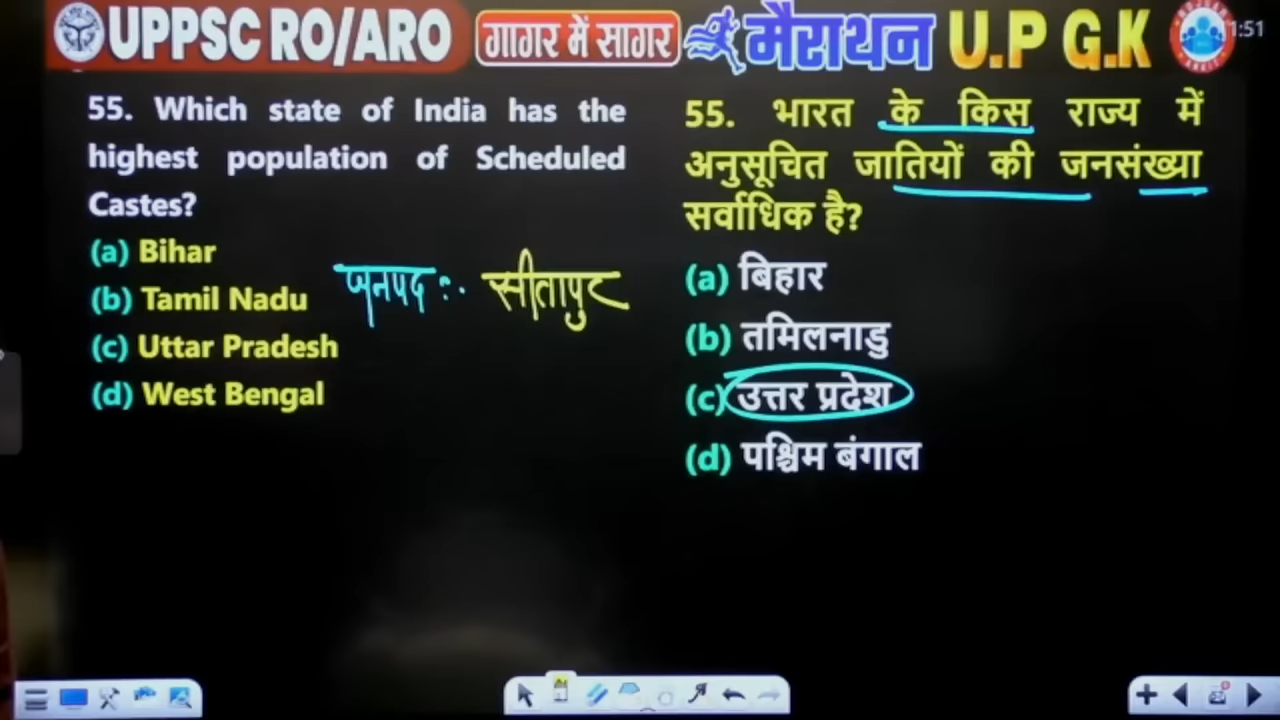 UPPSC RO/ARO गागर में सागर मैराथन U.P G.K
1:51
55. Which state of India has the
highest population of Scheduled
Castes?
(a) Bihar
(b) Tamil Nadu
(c) Uttar Pradesh
(d) West Bengal
जनपद :- सीतापुर
55. भारत के किस राज्य में
अनुसूचित जातियों की जनसंख्या
सर्वाधिक है?
(a) बिहार
(b) तमिलनाडु
(c) उत्तर प्रदेश
(d) पश्चिम बंगाल